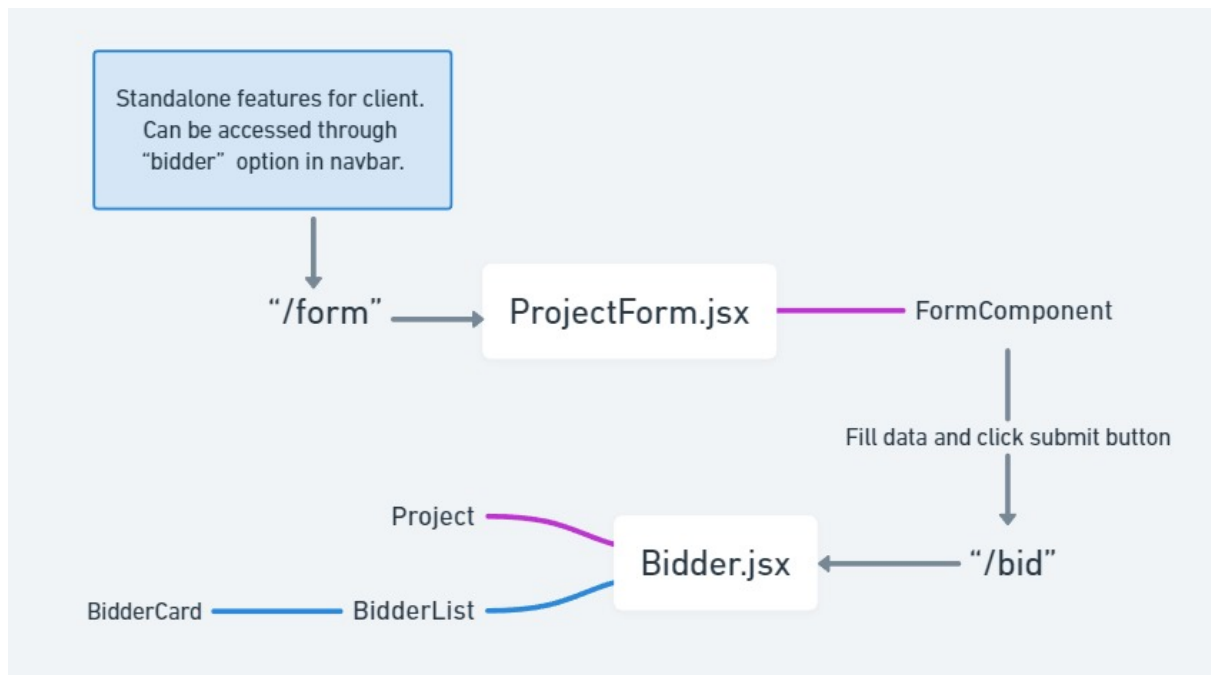 Standalone features for client.
Can be accessed through
“bidder” option in navbar.
“/form”
ProjectForm.jsx
FormComponent
Fill data and click submit button
Project
Bidder.jsx
“/bid”
BidderCard
BidderList